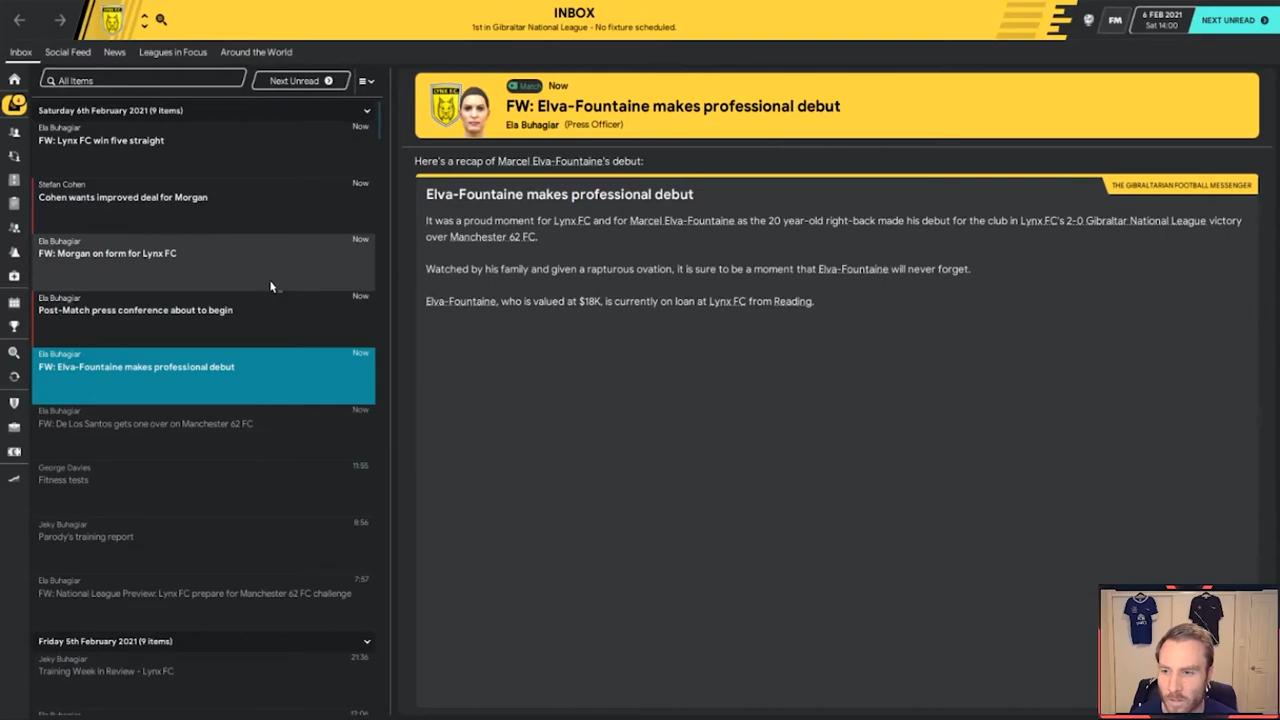 INBOX
1st in Gibraltar National League - No fixture scheduled.
FM
6 FEB 2021
Sat 14:00
NEXT UNREAD
Inbox
Social Feed
News
Leagues in Focus
Around the World
All Items
Next Unread
Saturday 6th February 2021 (9 Items)
Ela Buhagiar
Now
FW: Lynx FC win five straight
Stefan Cohen
Now
Cohen wants improved deal for Morgan
Ela Buhagiar
Now
FW: Morgan on form for Lynx FC
Ela Buhagiar
Now
Post-Match press conference about to begin
Ela Buhagiar
Now
FW: Elva-Fountaine makes professional debut
Ela Buhagiar
Now
FW: De Los Santos gets one over on Manchester 62 FC
George Davies
11:55
Fitness tests
Jeky Buhagiar
8:56
Parody's training report
Ela Buhagiar
7:57
FW: National League Preview: Lynx FC prepare for Manchester 62 FC challenge
Friday 5th February 2021 (9 Items)
Jeky Buhagiar
21:36
Training Week in Review - Lynx FC
LYNX FC
Match
Now
FW: Elva-Fountaine makes professional debut
Ela Buhagiar (Press Officer)
Here's a recap of Marcel Elva-Fountaine's debut:
THE GIBRALTARIAN FOOTBALL MESSENGER
Elva-Fountaine makes professional debut
It was a proud moment for Lynx FC and for Marcel Elva-Fountaine as the 20 year-old right-back made his debut for the club in Lynx FC's 2-0 Gibraltar National League victory
over Manchester 62 FC.
Watched by his family and given a rapturous ovation, it is sure to be a moment that Elva-Fountaine will never forget.
Elva-Fountaine, who is valued at $18K, is currently on loan at Lynx FC from Reading.